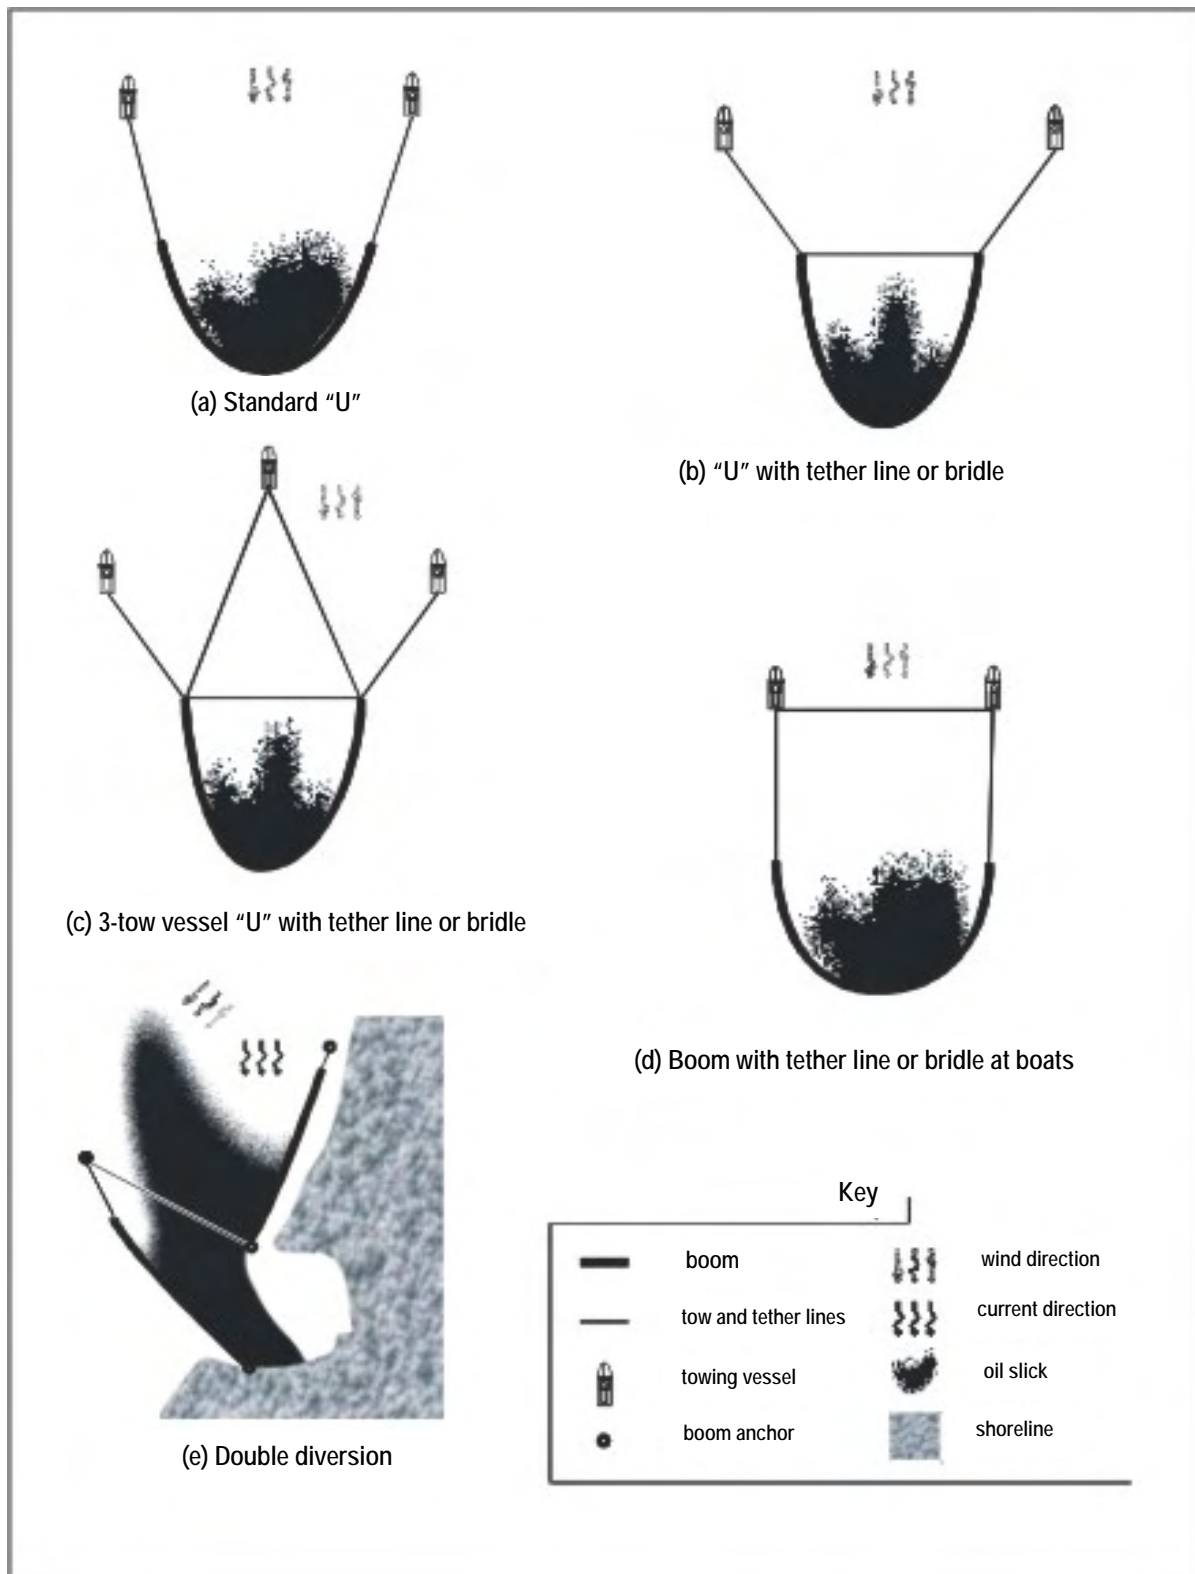 (a) Standard “U”
(b) “U” with tether line or bridle
(c) 3-tow vessel “U” with tether line or bridle
(d) Boom with tether line or bridle at boats
(e) Double diversion
Key
boom
wind direction
tow and tether lines
current direction
towing vessel
oil slick
boom anchor
shoreline